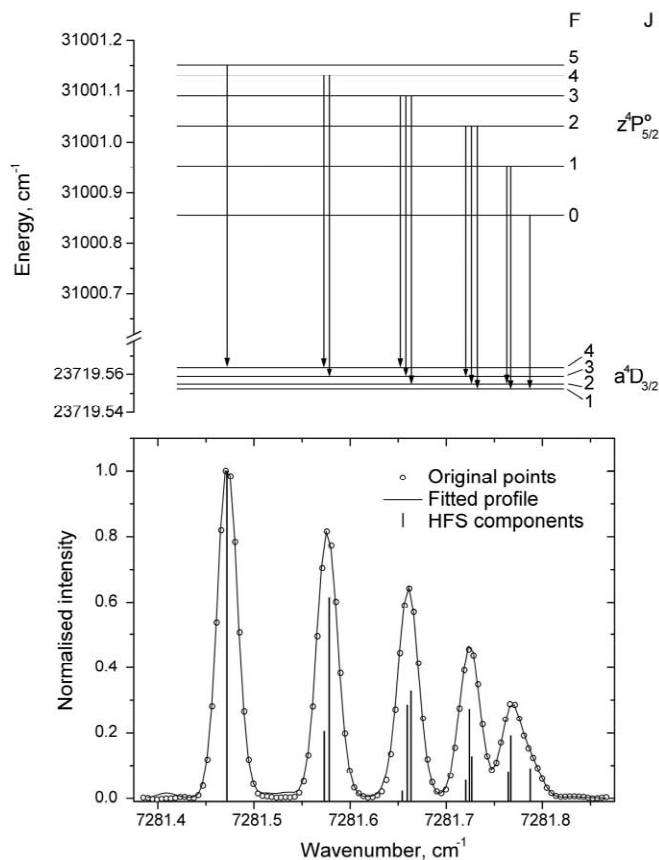 F J
31001.2
31001.1
31001.0
31000.9
31000.8
31000.7
23719.56
23719.54
Energy, cm⁻¹
5
4
3
2
1
0
z⁴P°₅/₂
4
3
2
1
a⁴D₃/₂
1.0
0.8
0.6
0.4
0.2
0.0
Normalised intensity
Original points
Fitted profile
HFS components
7281.4 7281.5 7281.6 7281.7 7281.8
Wavenumber, cm⁻¹